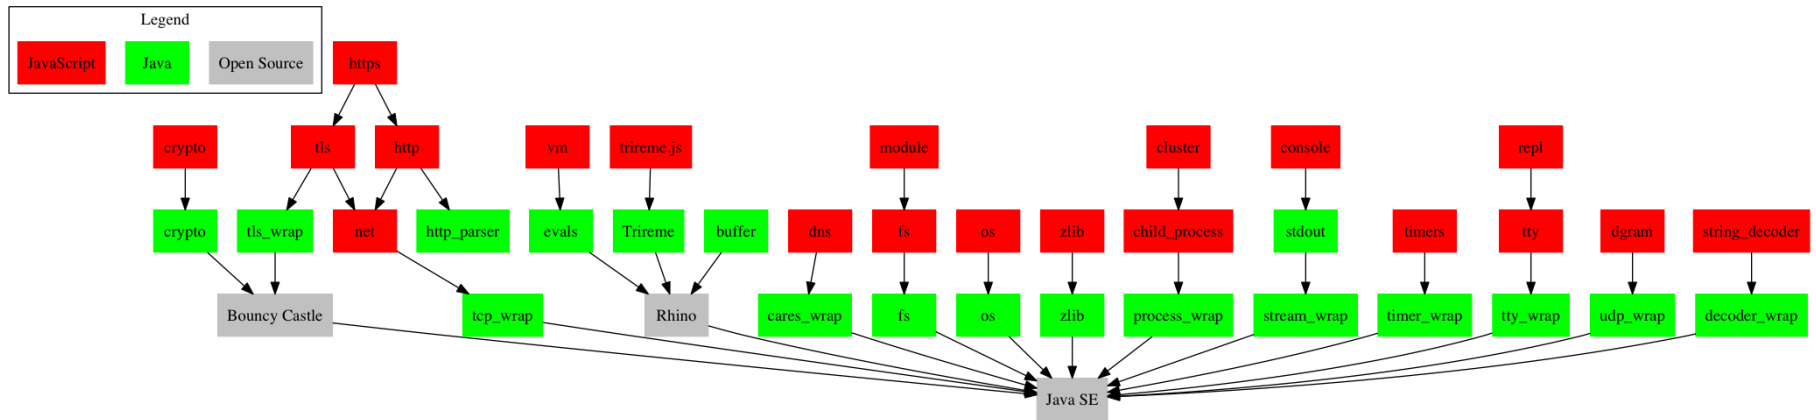 Legend
JavaScript
Java
Open Source
https
crypto
tls
http
vm
trireme.js
module
cluster
console
repl
crypto
tls_wrap
net
http_parser
evals
Trireme
buffer
dns
fs
os
zlib
child_process
stdout
timers
tty
dgram
string_decoder
Bouncy Castle
tcp_wrap
Rhino
cares_wrap
fs
os
zlib
process_wrap
stream_wrap
timer_wrap
tty_wrap
udp_wrap
decoder_wrap
Java SE